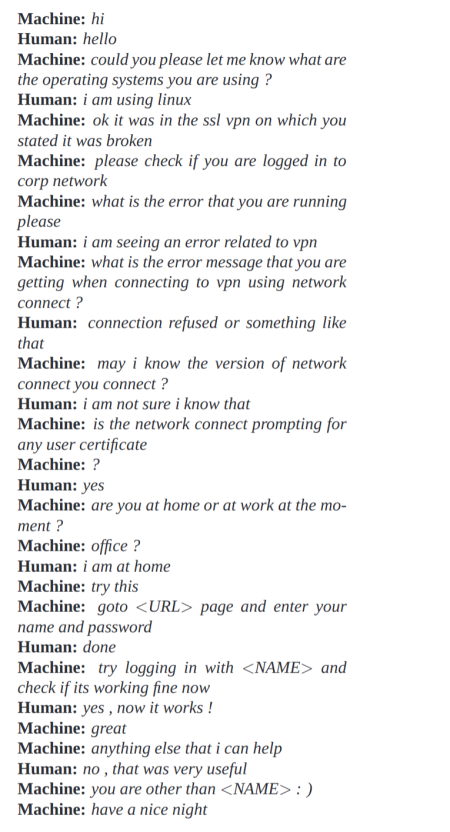 Machine: hi
Human: hello
Machine: could you please let me know what are
the operating systems you are using ?
Human: i am using linux
Machine: ok it was in the ssl vpn on which you
stated it was broken
Machine: please check if you are logged in to
corp network
Machine: what is the error that you are running
please
Human: i am seeing an error related to vpn
Machine: what is the error message that you are
getting when connecting to vpn using network
connect ?
Human: connection refused or something like
that
Machine: may i know the version of network
connect you connect ?
Human: i am not sure i know that
Machine: is the network connect prompting for
any user certificate
Machine: ?
Human: yes
Machine: are you at home or at work at the mo-
ment ?
Machine: office ?
Human: i am at home
Machine: try this
Machine: goto <URL> page and enter your
name and password
Human: done
Machine: try logging in with <NAME> and
check if its working fine now
Human: yes , now it works !
Machine: great
Machine: anything else that i can help
Human: no , that was very useful
Machine: you are other than <NAME> : )
Machine: have a nice night